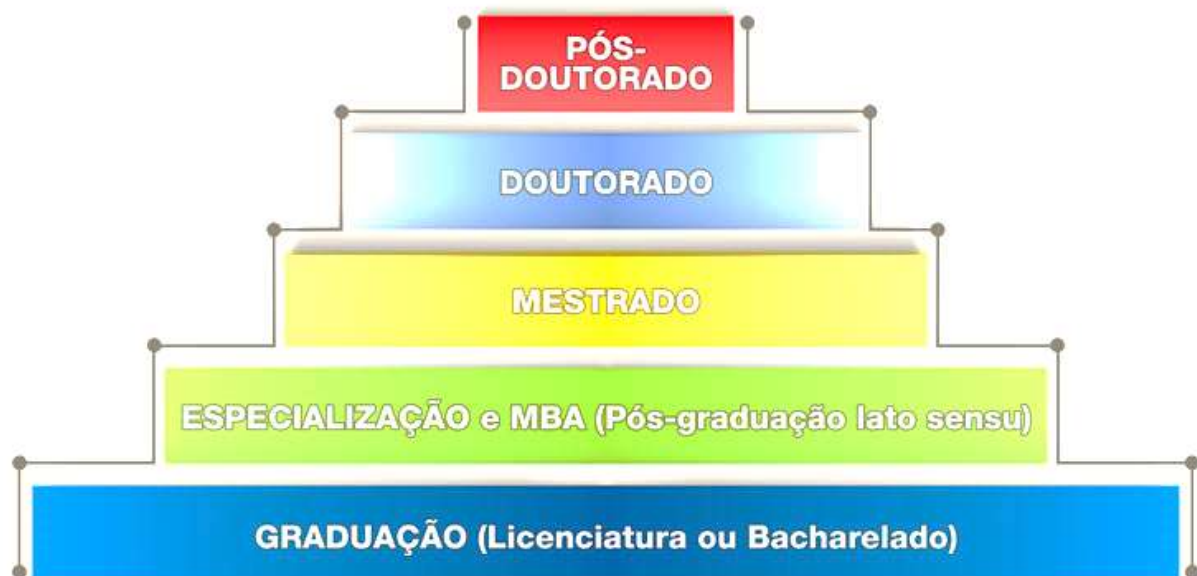 PÓS-
DOUTORADO
DOUTORADO
MESTRADO
ESPECIALIZAÇÃO e MBA (Pós-graduação lato sensu)
GRADUAÇÃO (Licenciatura ou Bacharelado)